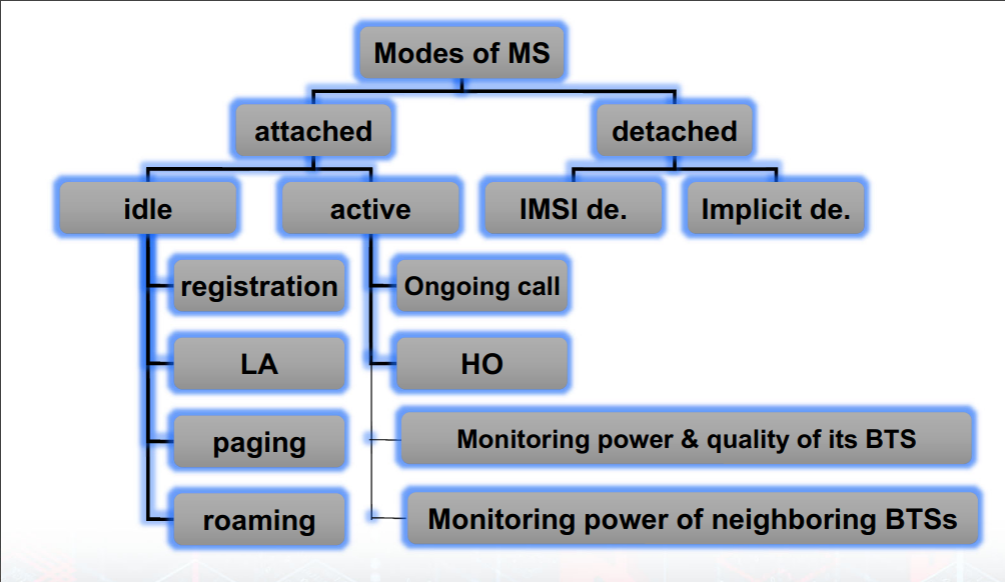 Modes of MS
attached
detached
idle
active
IMSI de.
Implicit de.
registration
Ongoing call
LA
HO
paging
Monitoring power & quality of its BTS
roaming
Monitoring power of neighboring BTSs